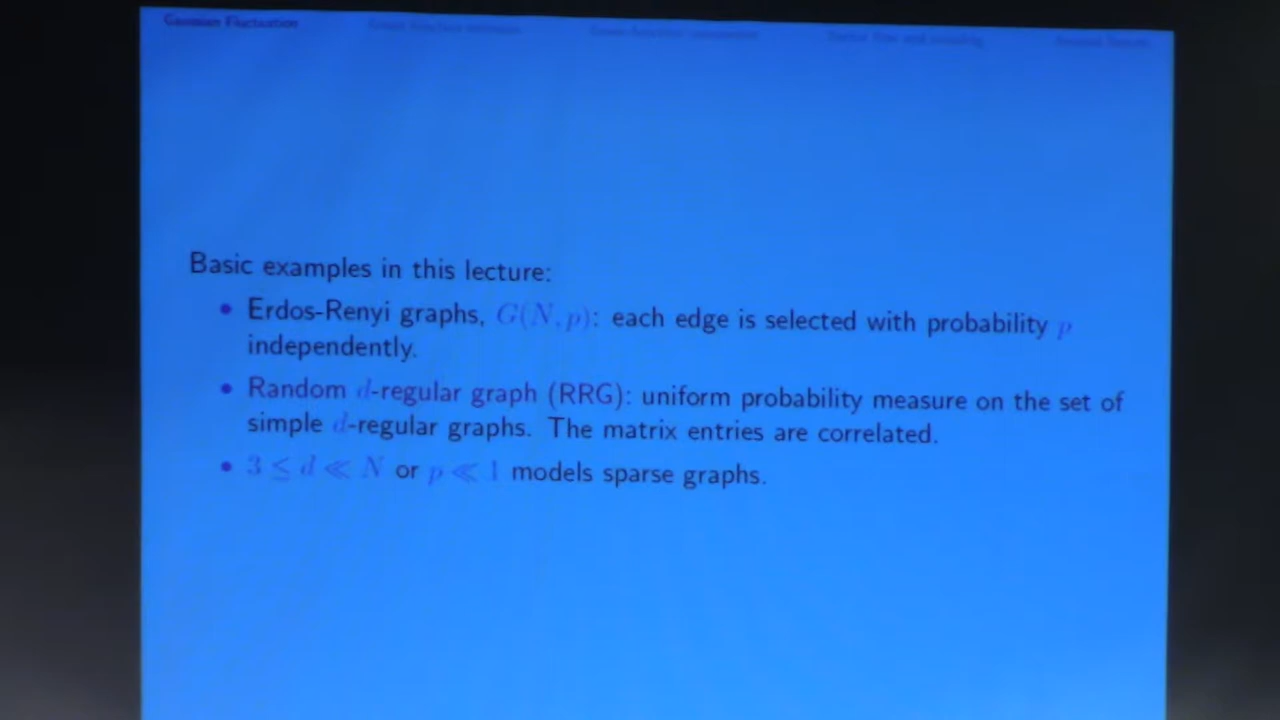 Gaussian Fluctuation
Basic examples in this lecture:
• Erdos-Renyi graphs, G(N, p): each edge is selected with probability p
independently.
• Random d-regular graph (RRG): uniform probability measure on the set of
simple d-regular graphs. The matrix entries are correlated.
• 3 ≤ d ≪ N or p ≪ 1 models sparse graphs.